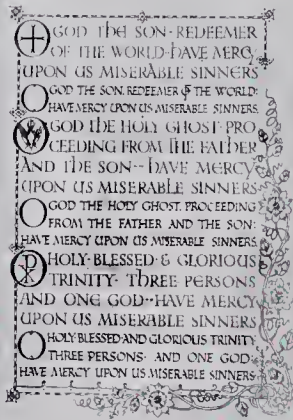 O GOD THE SON · REDEEMER
OF THE WORLD · HAVE MERCY
UPON US MISERABLE SINNERS
O GOD THE SON, REDEEMER OF THE WORLD:
HAVE MERCY UPON US MISERABLE SINNERS.
O GOD THE HOLY GHOST · PRO
CEEDING FROM THE FATHER
AND THE SON ·· HAVE MERCY
UPON US MISERABLE SINNERS
O GOD THE HOLY GHOST, PROCEEDING
FROM THE FATHER AND THE SON:
HAVE MERCY UPON US MISERABLE SINNERS
O HOLY · BLESSED · & GLORIOUS
TRINITY · THREE PERSONS
AND ONE GOD ·· HAVE MERCY
UPON US MISERABLE SINNERS
O HOLY BLESSED · AND GLORIOUS TRINITY
THREE PERSONS · AND ONE GOD ·
HAVE MERCY UPON US MISERABLE SINNERS ·